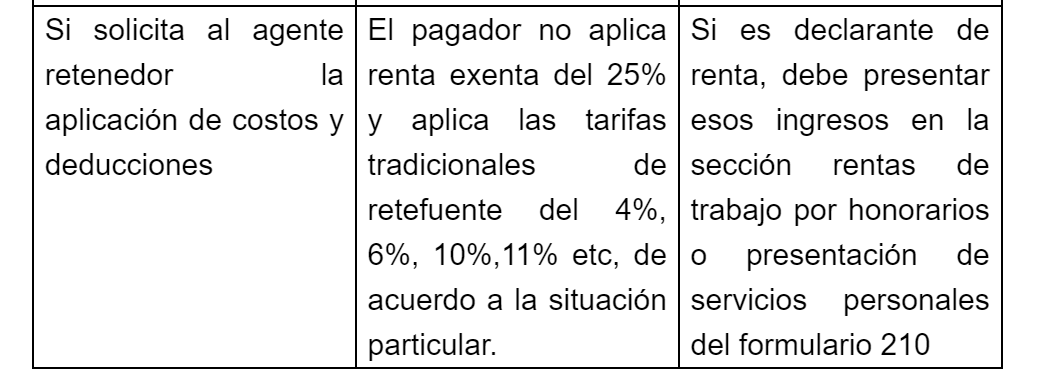 Si solicita al agente
retenedor la
aplicación de costos y
deducciones
El pagador no aplica
renta exenta del 25%
y aplica las tarifas
tradicionales de
retefuente del 4%,
6%, 10%,11% etc, de
acuerdo a la situación
particular.
Si es declarante de
renta, debe presentar
esos ingresos en la
sección rentas de
trabajo por honorarios
o presentación de
servicios personales
del formulario 210